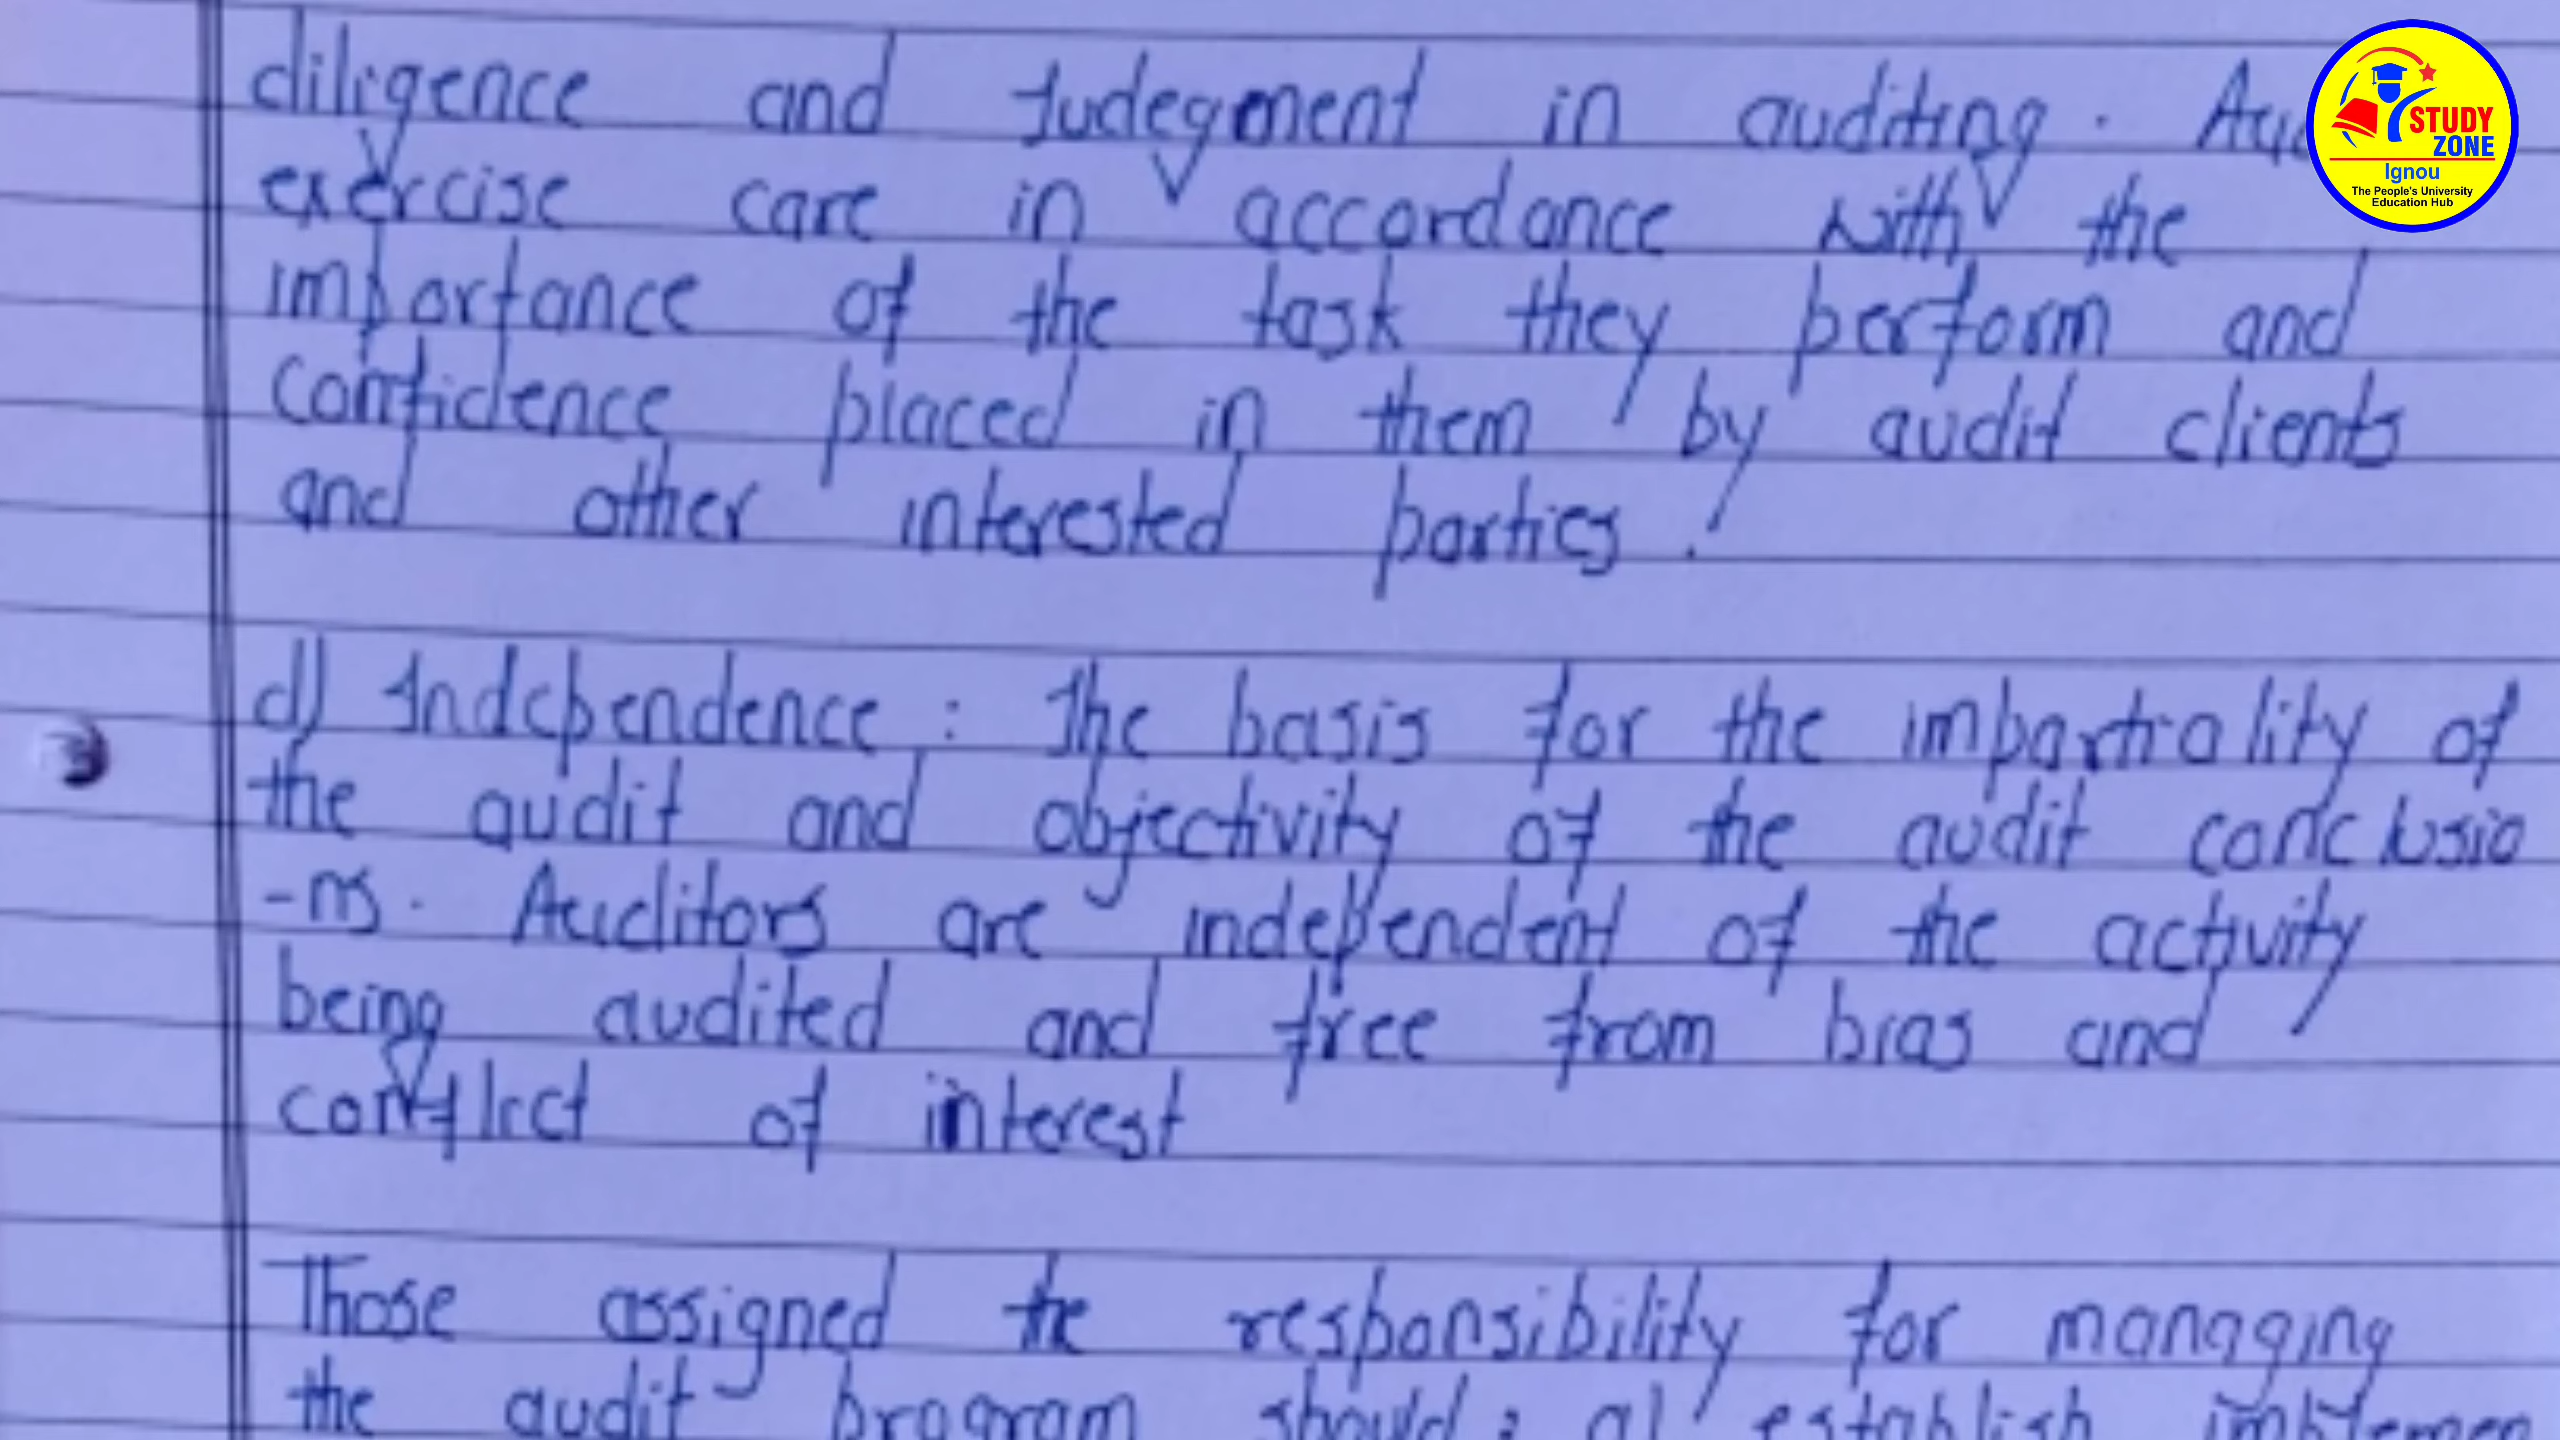 diligence and Judegment in auditing.
exercise care in accordance with the
importance of the task they perform and
confidence placed in them by audit clients
and other interested parties.
d) Independence : The basis for the impartiality of
the audit and objectivity of the audit conclusio
-ns. Auditors are independent of the activity
being audited and free from bias and
conflict of interest
Those assigned the responsibility for managing
the audit program should : a) establish implemen
STUDY
ZONE
Ignou
The People's University
Education Hub